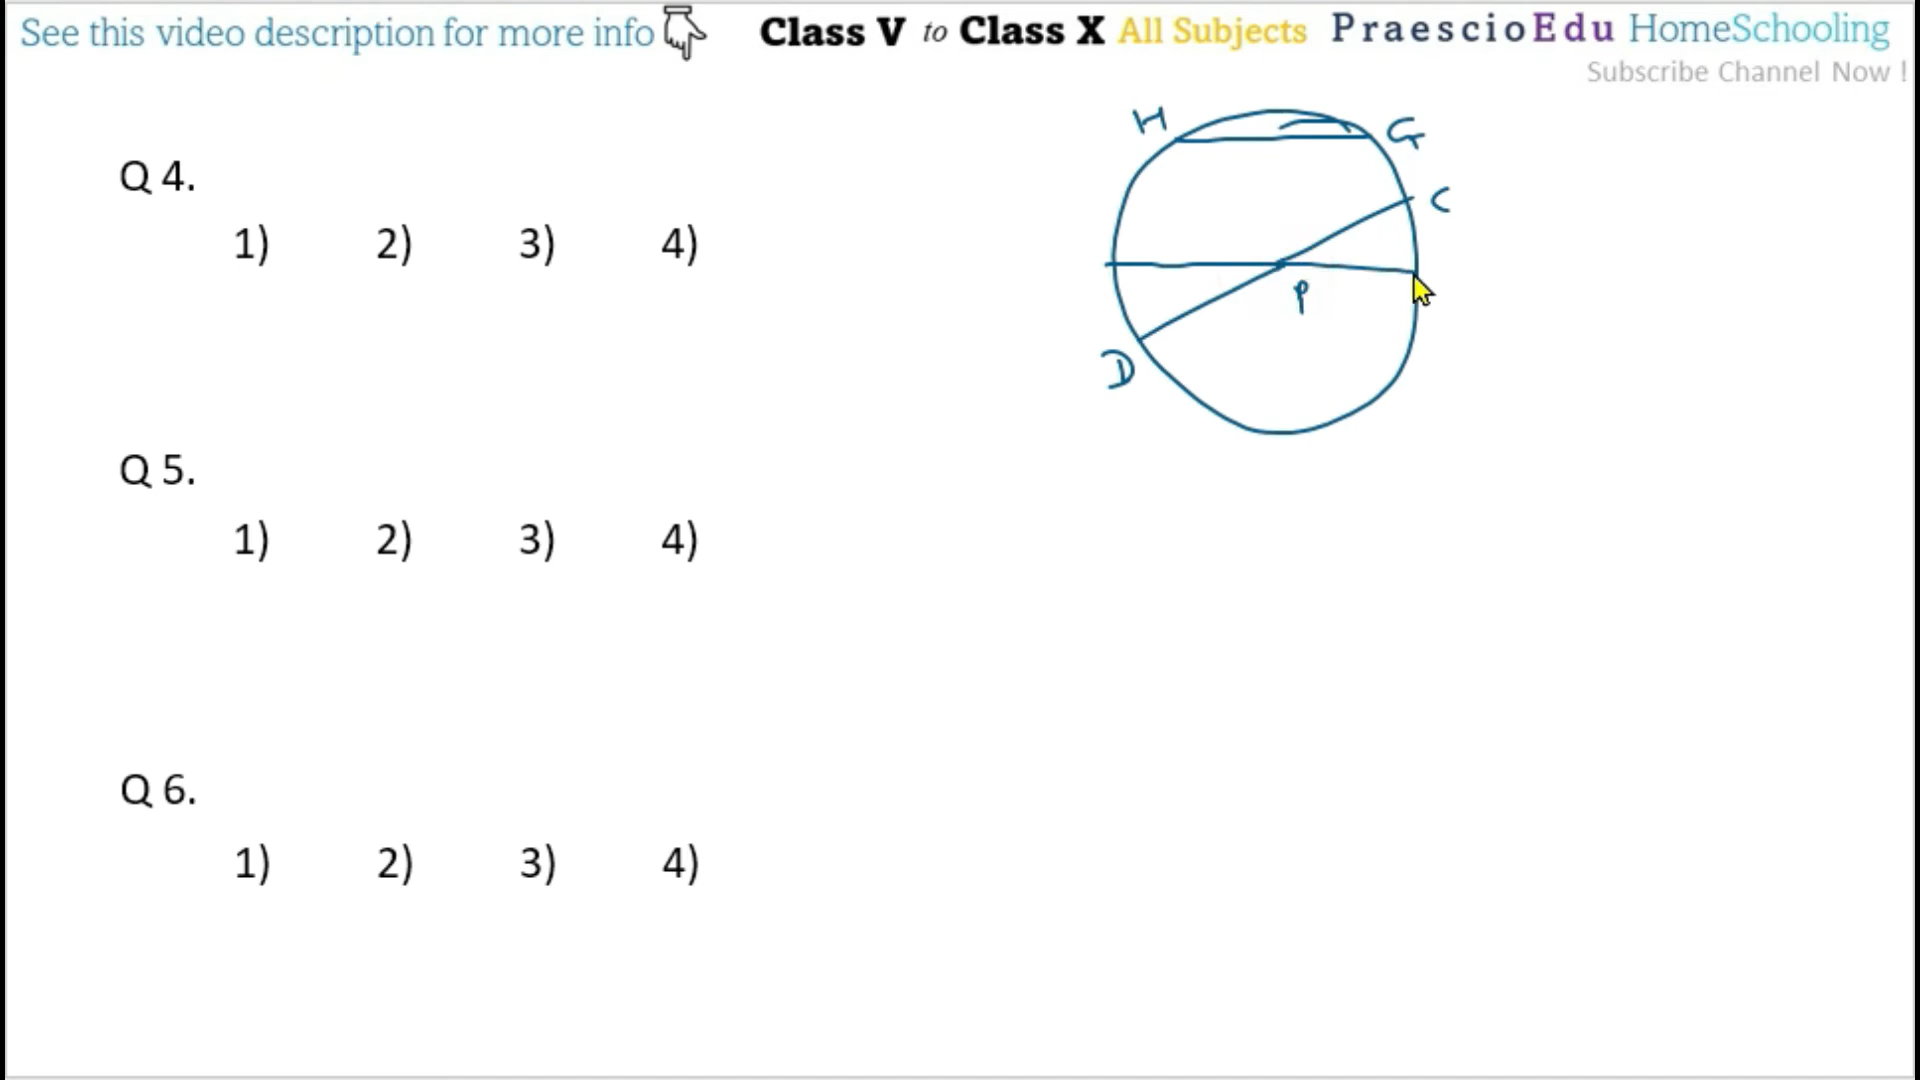 See this video description for more info Class V to Class X All Subjects PraescioEdu HomeSchooling
Subscribe Channel Now !
H
G
C
Q 4.
1) 2) 3) 4)
P
D
Q 5.
1) 2) 3) 4)
Q 6.
1) 2) 3) 4)